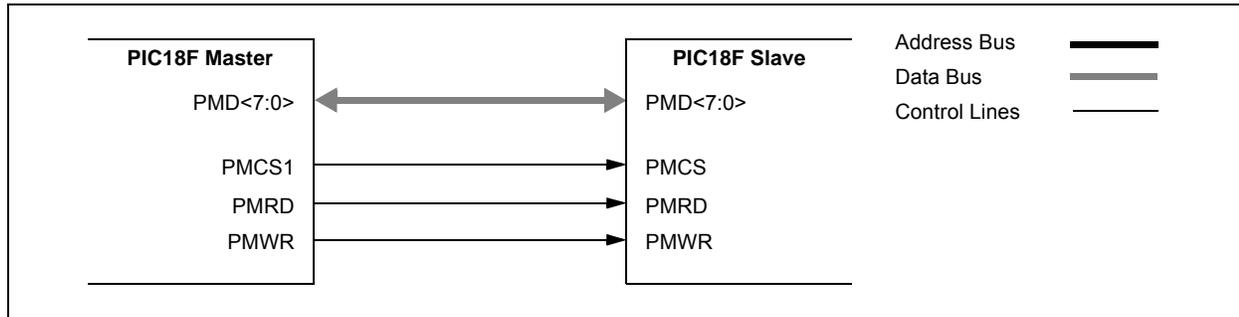 PIC18F Master
PMD<7:0>
PMCS1
PMRD
PMWR
PIC18F Slave
PMD<7:0>
PMCS
PMRD
PMWR
Address Bus
Data Bus
Control Lines